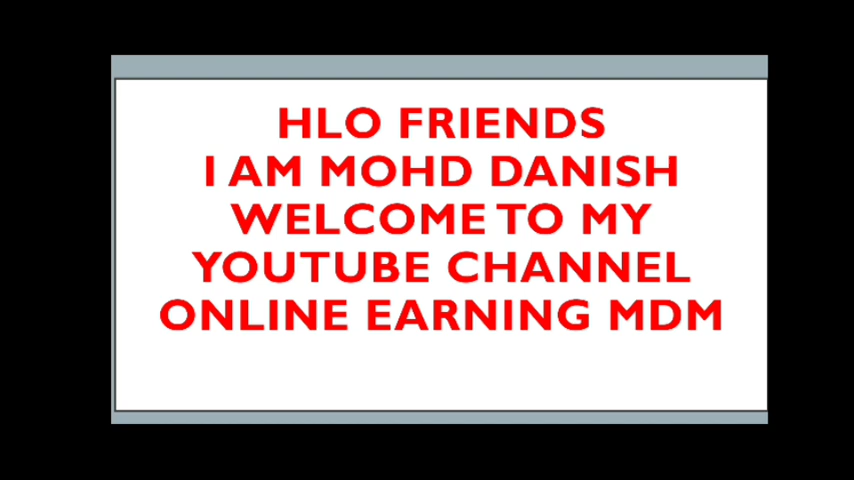 HLO FRIENDS
I AM MOHD DANISH
WELCOME TO MY
YOUTUBE CHANNEL
ONLINE EARNING MDM